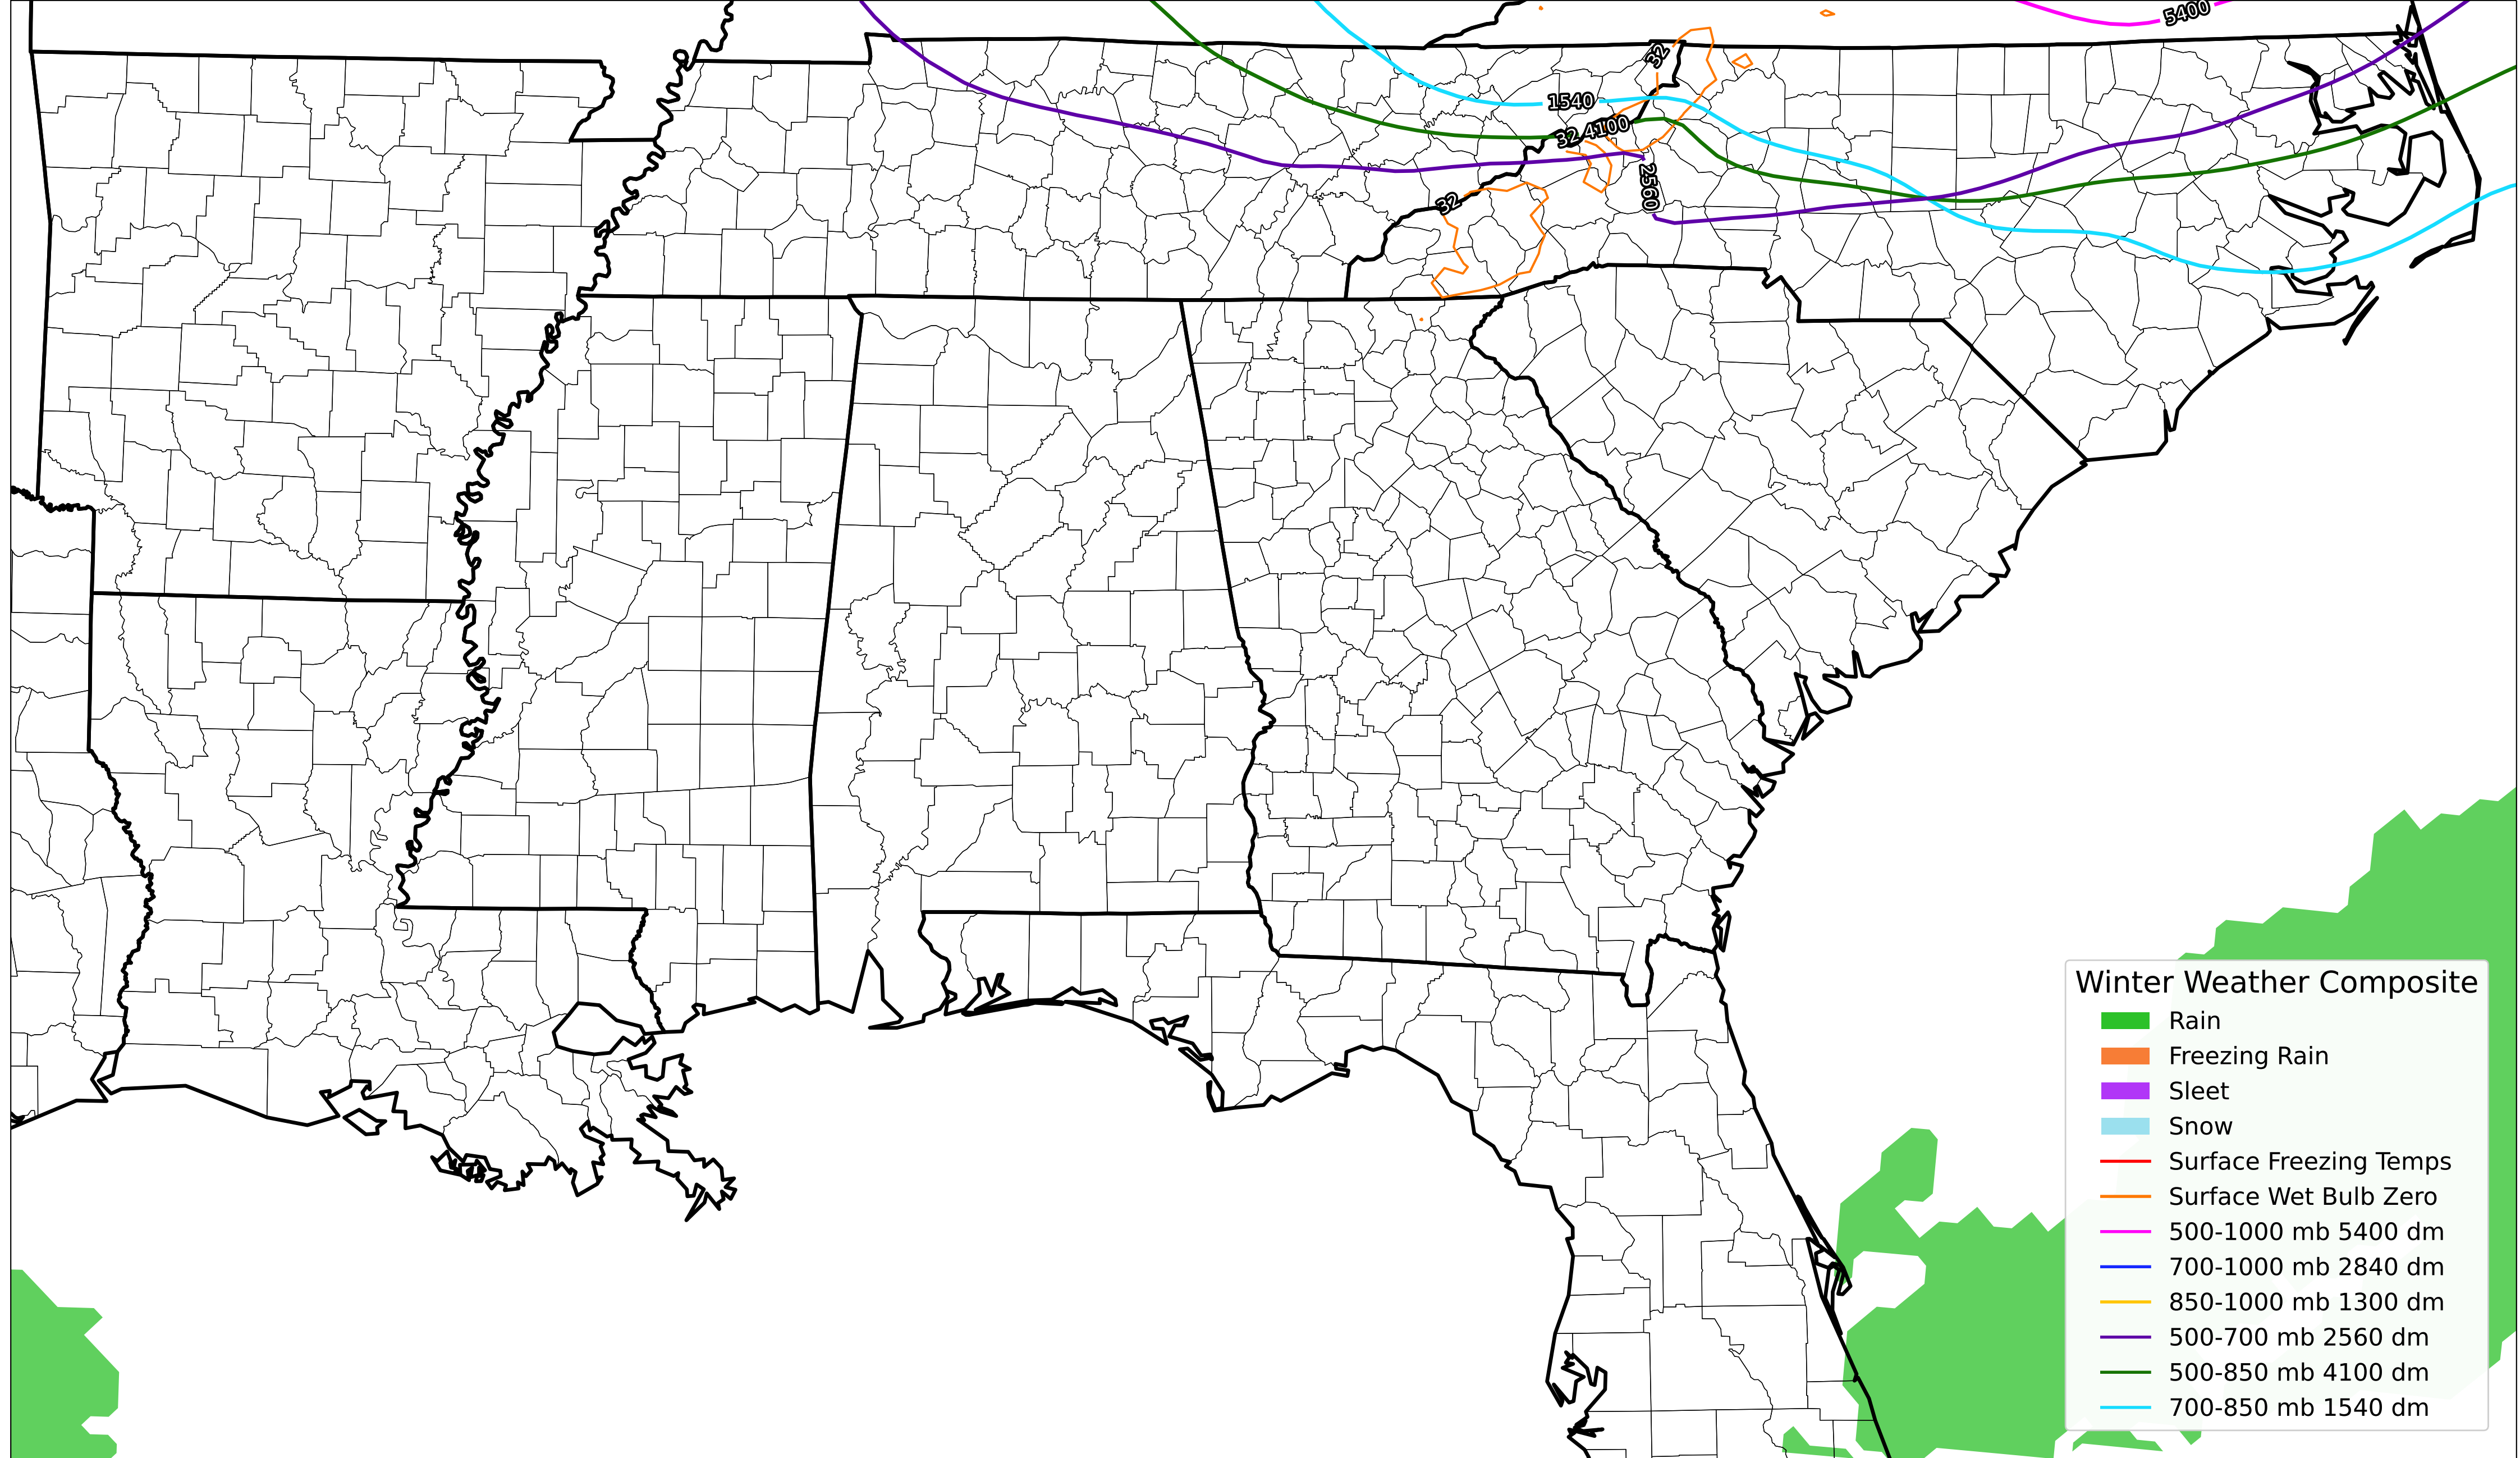 5400
32
1540
32 4100
2560
32
Winter Weather Composite
Rain
Freezing Rain
Sleet
Snow
Surface Freezing Temps
Surface Wet Bulb Zero
500-1000 mb 5400 dm
700-1000 mb 2840 dm
850-1000 mb 1300 dm
500-700 mb 2560 dm
500-850 mb 4100 dm
700-850 mb 1540 dm